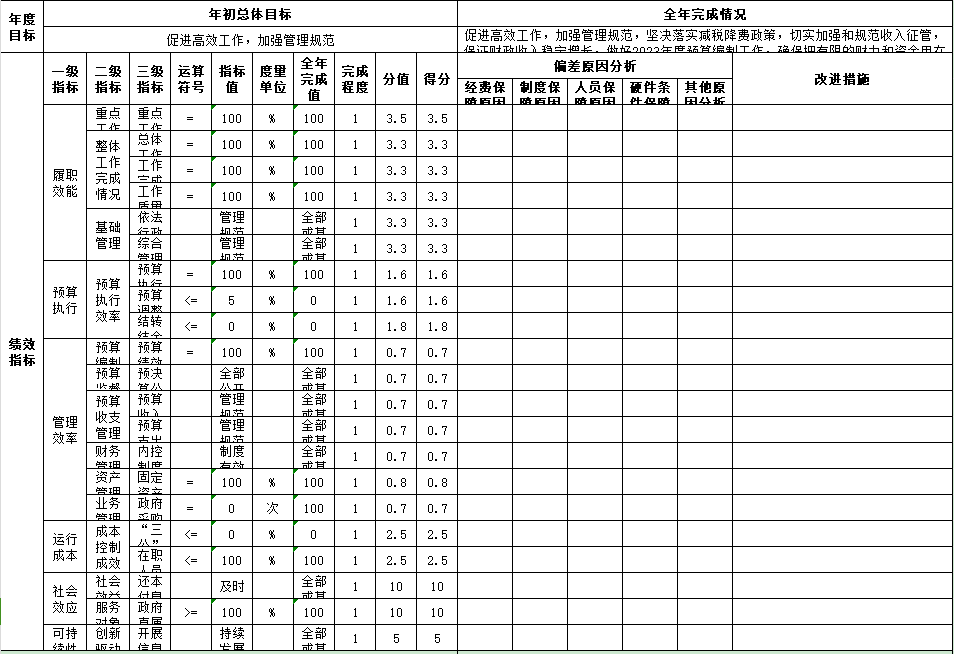 年度目标 年初总体目标 全年完成情况
促进高效工作，加强管理规范 促进高效工作，加强管理规范，坚决落实减税降费政策，切实加强和规范收入征管，
保证财政收入稳定增长，做好2023年度预算编制工作，确保把有限的财力和资金用在
绩效指标 一级指标 二级指标 三级指标 运算符号 指标值 度量单位 全年完成值 完成程度 分值 得分 偏差原因分析 改进措施
经费保障原因 制度保障原因 人员保障原因 硬件条件保障 其他原因分析
履职效能 重点工作 重点工作 = 100 % 100 1 3.5 3.5
整体工作完成情况 总体工作 = 100 % 100 1 3.3 3.3
工作完成 = 100 % 100 1 3.3 3.3
工作质量 = 100 % 100 1 3.3 3.3
基础管理 依法行政 管理规范 全部或其 1 3.3 3.3
综合管理 管理规范 全部或其 1 3.3 3.3
预算执行 预算执行效率 预算执行 = 100 % 100 1 1.6 1.6
预算调整 <= 5 % 0 1 1.6 1.6
结转结余 <= 0 % 0 1 1.8 1.8
管理效率 预算编制 预算绩效 = 100 % 100 1 0.7 0.7
预算监督 预决算公 全部公开 全部或其 1 0.7 0.7
预算收支管理 预算收入 管理规范 全部或其 1 0.7 0.7
预算支出 管理规范 全部或其 1 0.7 0.7
财务管理 内控制度 制度有效 全部或其 1 0.7 0.7
资产管理 固定资产 = 100 % 100 1 0.8 0.8
业务管理 政府采购 = 0 次 100 1 0.7 0.7
运行成本 成本控制成效 “三公” <= 0 % 0 1 2.5 2.5
在职人员 <= 100 % 100 1 2.5 2.5
社会效应 社会效益 还本付息 及时 全部或其 1 10 10
服务对象 政府直属 >= 100 % 100 1 10 10
可持续性 创新驱动 开展信息 持续发展 全部或其 1 5 5